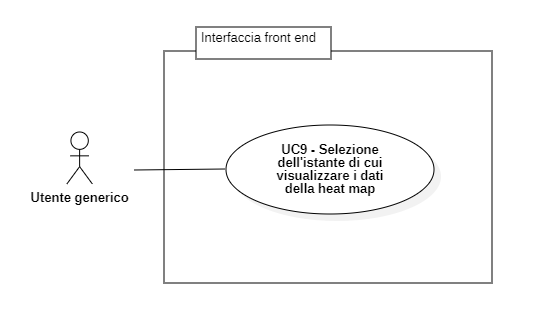 Interfaccia front end
UC9 - Selezione
dell'istante di cui
visualizzare i dati
della heat map
Utente generico